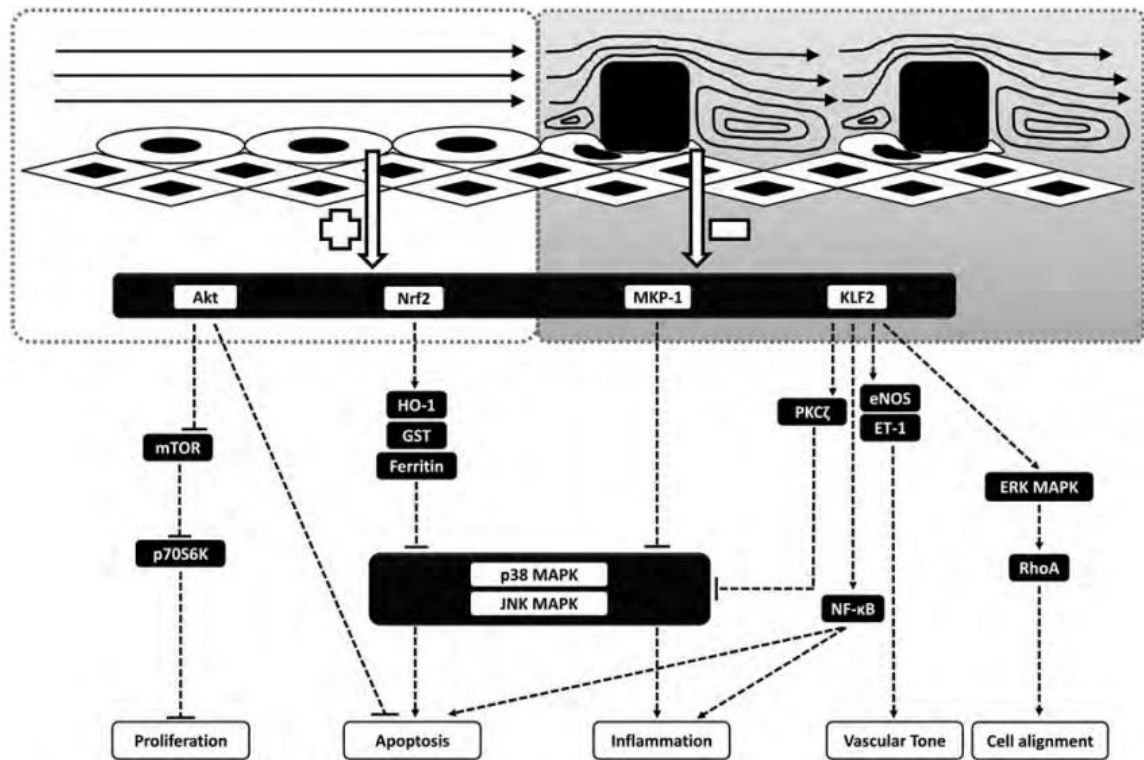 Akt
Nrf2
MKP-1
KLF2
HO-1
GST
Ferritin
PKCζ
eNOS
ET-1
mTOR
ERK MAPK
p70S6K
p38 MAPK
JNK MAPK
RhoA
NF-κB
Proliferation
Apoptosis
Inflammation
Vascular Tone
Cell alignment